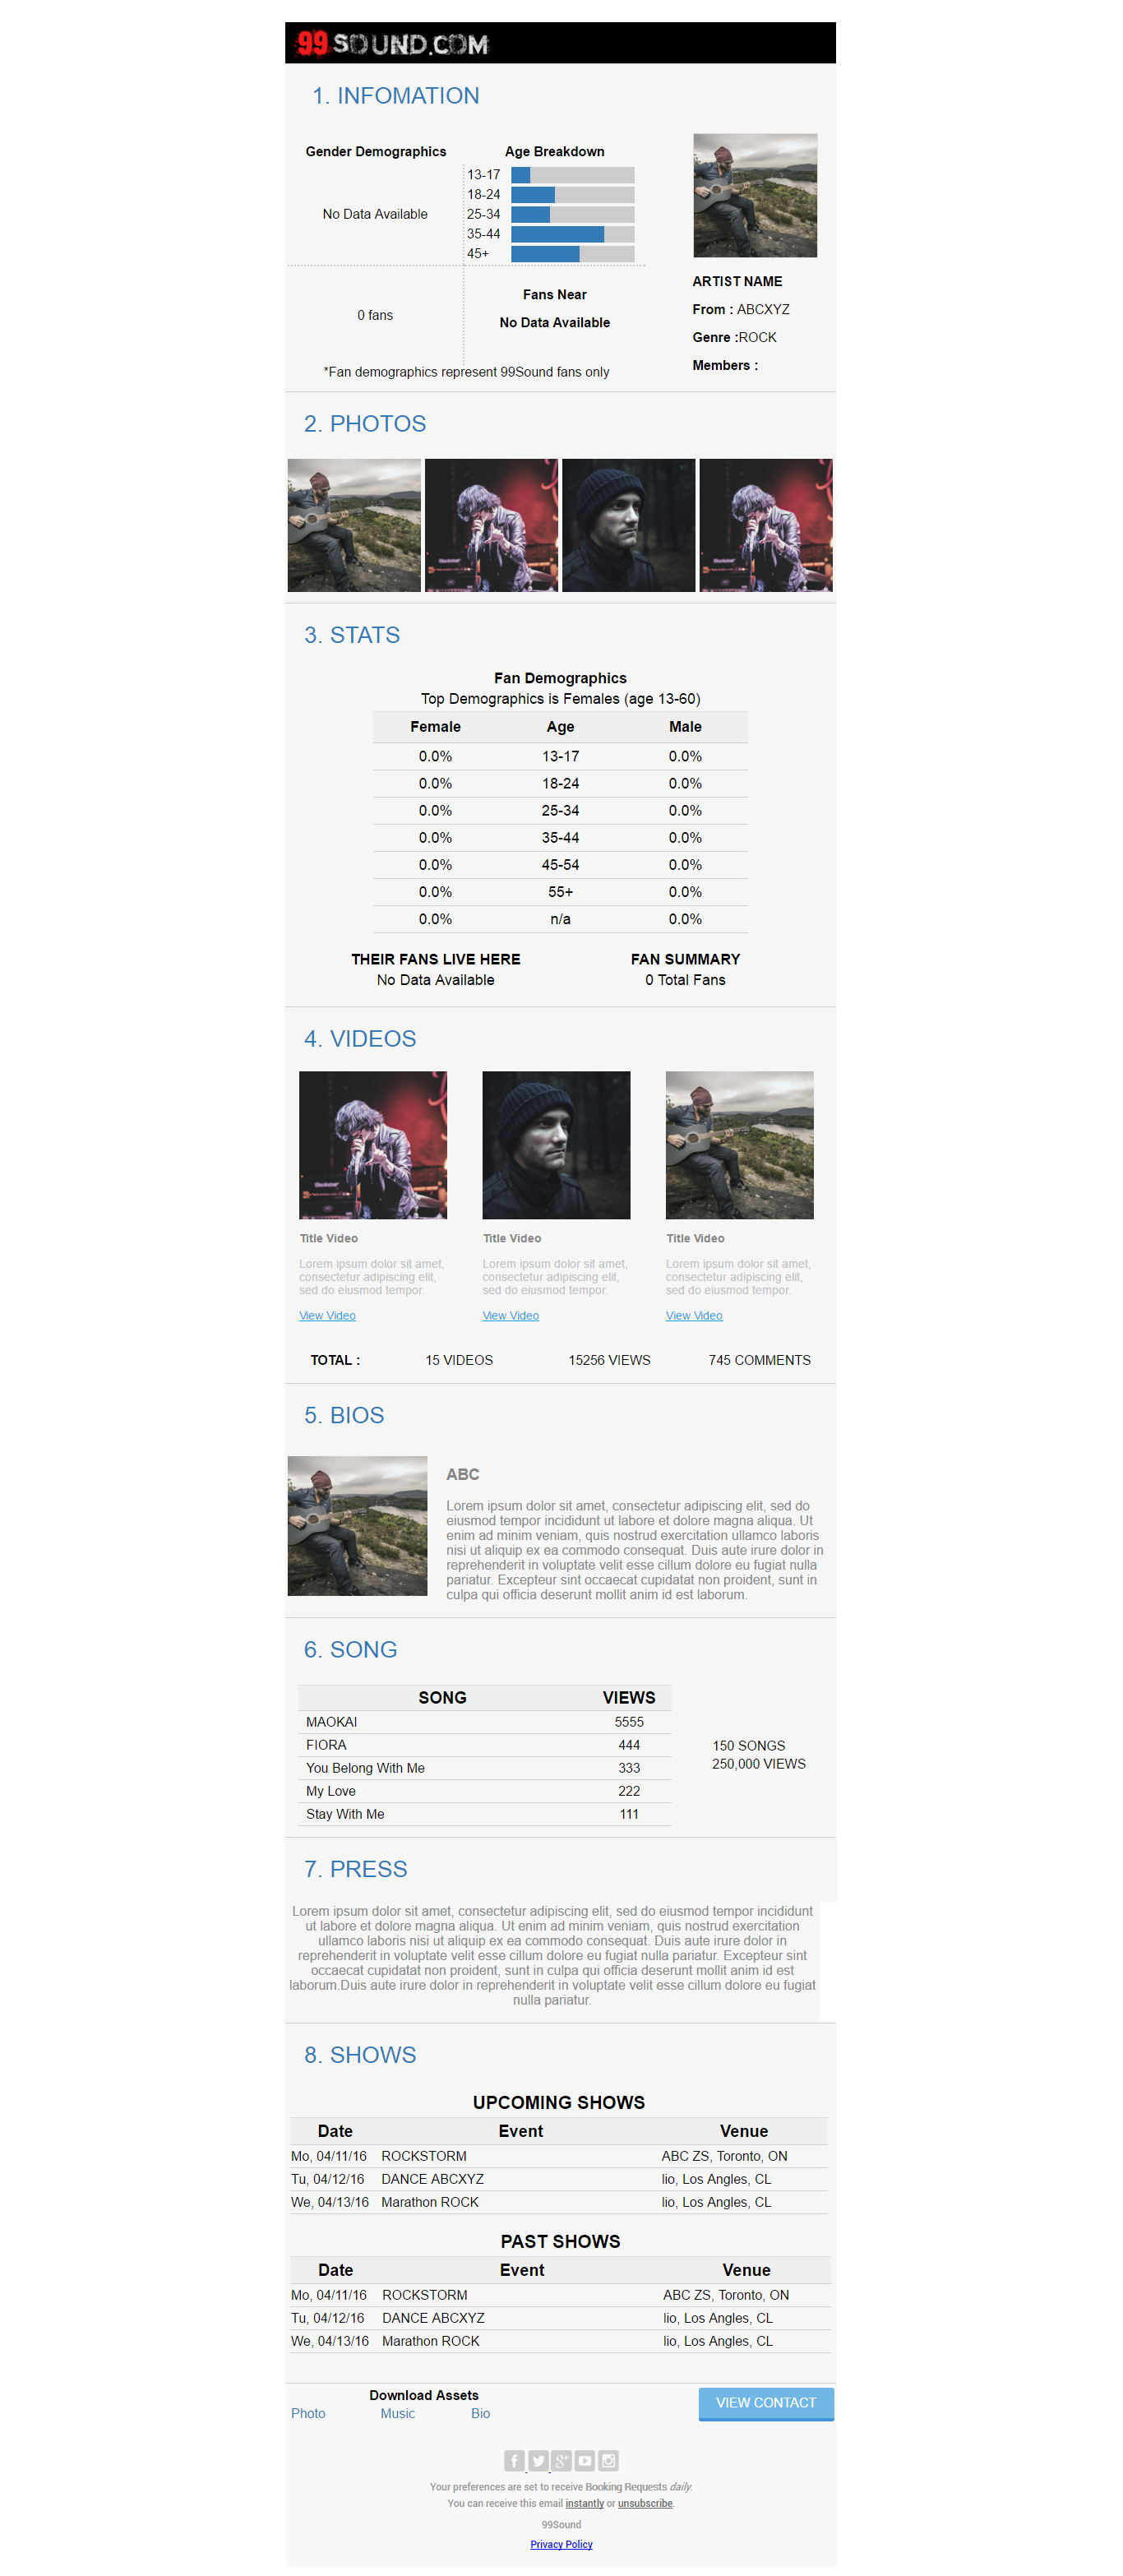 99SOUND.COM
1. INFOMATION
Gender Demographics
No Data Available
Age Breakdown
13-17
18-24
25-34
35-44
45+
0 fans
Fans Near
No Data Available
*Fan demographics represent 99Sound fans only
ARTIST NAME
From : ABCXYZ
Genre :ROCK
Members :
2. PHOTOS
3. STATS
Fan Demographics
Top Demographics is Females (age 13-60)
Female Age Male
0.0% 13-17 0.0%
0.0% 18-24 0.0%
0.0% 25-34 0.0%
0.0% 35-44 0.0%
0.0% 45-54 0.0%
0.0% 55+ 0.0%
0.0% n/a 0.0%
THEIR FANS LIVE HERE
No Data Available
FAN SUMMARY
0 Total Fans
4. VIDEOS
Title Video
Lorem ipsum dolor sit amet,
consectetur adipiscing elit,
sed do eiusmod tempor.
View Video
Title Video
Lorem ipsum dolor sit amet,
consectetur adipiscing elit,
sed do eiusmod tempor.
View Video
Title Video
Lorem ipsum dolor sit amet,
consectetur adipiscing elit,
sed do eiusmod tempor.
View Video
TOTAL : 15 VIDEOS 15256 VIEWS 745 COMMENTS
5. BIOS
ABC
Lorem ipsum dolor sit amet, consectetur adipiscing elit, sed do
eiusmod tempor incididunt ut labore et dolore magna aliqua. Ut
enim ad minim veniam, quis nostrud exercitation ullamco laboris
nisi ut aliquip ex ea commodo consequat. Duis aute irure dolor in
reprehenderit in voluptate velit esse cillum dolore eu fugiat nulla
pariatur. Excepteur sint occaecat cupidatat non proident, sunt in
culpa qui officia deserunt mollit anim id est laborum.
6. SONG
SONG VIEWS
MAOKAI 5555
FIORA 444
You Belong With Me 333
My Love 222
Stay With Me 111
150 SONGS
250,000 VIEWS
7. PRESS
Lorem ipsum dolor sit amet, consectetur adipiscing elit, sed do eiusmod tempor incididunt
ut labore et dolore magna aliqua. Ut enim ad minim veniam, quis nostrud exercitation
ullamco laboris nisi ut aliquip ex ea commodo consequat. Duis aute irure dolor in
reprehenderit in voluptate velit esse cillum dolore eu fugiat nulla pariatur. Excepteur sint
occaecat cupidatat non proident, sunt in culpa qui officia deserunt mollit anim id est
laborum.Duis aute irure dolor in reprehenderit in voluptate velit esse cillum dolore eu fugiat
nulla pariatur.
8. SHOWS
UPCOMING SHOWS
Date Event Venue
Mo, 04/11/16 ROCKSTORM ABC ZS, Toronto, ON
Tu, 04/12/16 DANCE ABCXYZ lio, Los Angles, CL
We, 04/13/16 Marathon ROCK lio, Los Angles, CL
PAST SHOWS
Date Event Venue
Mo, 04/11/16 ROCKSTORM ABC ZS, Toronto, ON
Tu, 04/12/16 DANCE ABCXYZ lio, Los Angles, CL
We, 04/13/16 Marathon ROCK lio, Los Angles, CL
Download Assets
Photo Music Bio
VIEW CONTACT
Your preferences are set to receive Booking Requests daily.
You can receive this email instantly or unsubscribe.
99Sound
Privacy Policy